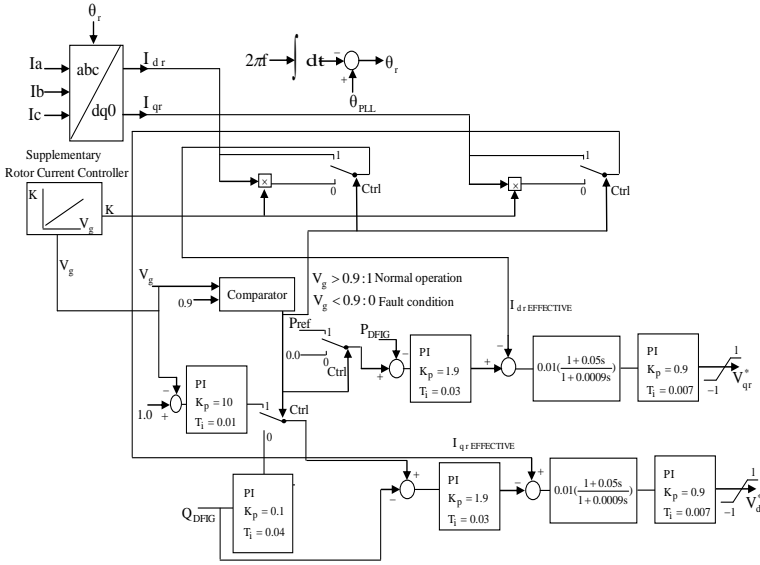 θr
Ia
Ib
Ic
abc
dq0
I dr
I qr
2πf ∫ dt
−
+
θr
θPLL
Supplementary
Rotor Current Controller
K
Vg
K
×
1
0
Ctrl
×
1
0
Ctrl
Vg
Vg
0.9
Comparator
Vg > 0.9 : 1 Normal operation
Vg < 0.9 : 0 Fault condition
I dr EFFECTIVE
Pref
1
0.0
0
Ctrl
PDFIG
−
+
PI
Kp = 1.9
Ti = 0.03
−
+
0.01(1+0.05s/1+0.0009s)
PI
Kp = 0.9
Ti = 0.007
1
−1
V*qr
1.0
−
+
PI
Kp = 10
Ti = 0.01
1
0
Ctrl
I qr EFFECTIVE
QDFIG
PI
Kp = 0.1
Ti = 0.04
+
−
PI
Kp = 1.9
Ti = 0.03
+
−
0.01(1+0.05s/1+0.0009s)
PI
Kp = 0.9
Ti = 0.007
1
−1